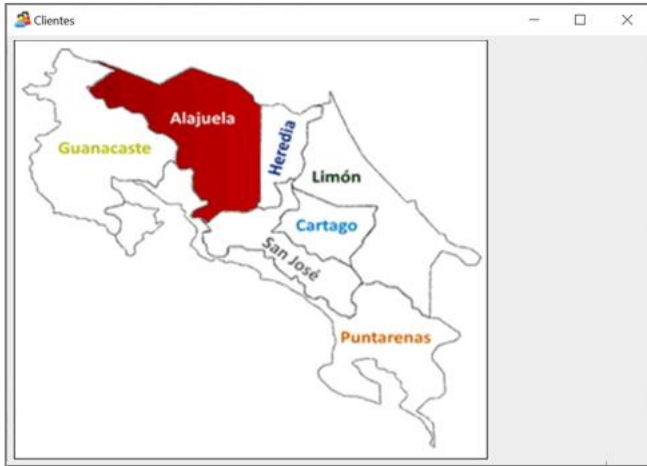 Clientes
Alajuela
Guanacaste
Heredia
Limón
Cartago
San José
Puntarenas